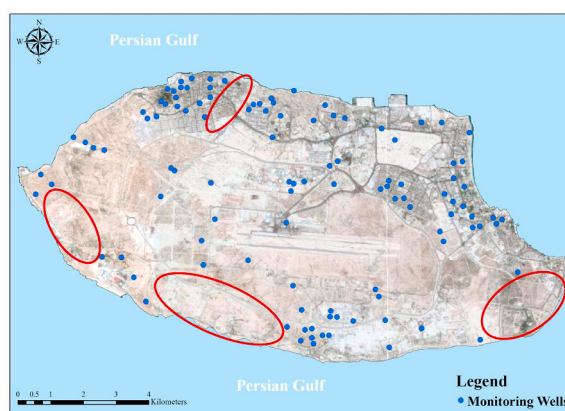 N
W E
S
Persian Gulf
Persian Gulf
0 0.5 1 2 3 4
Kilometers
Legend
Monitoring Wells